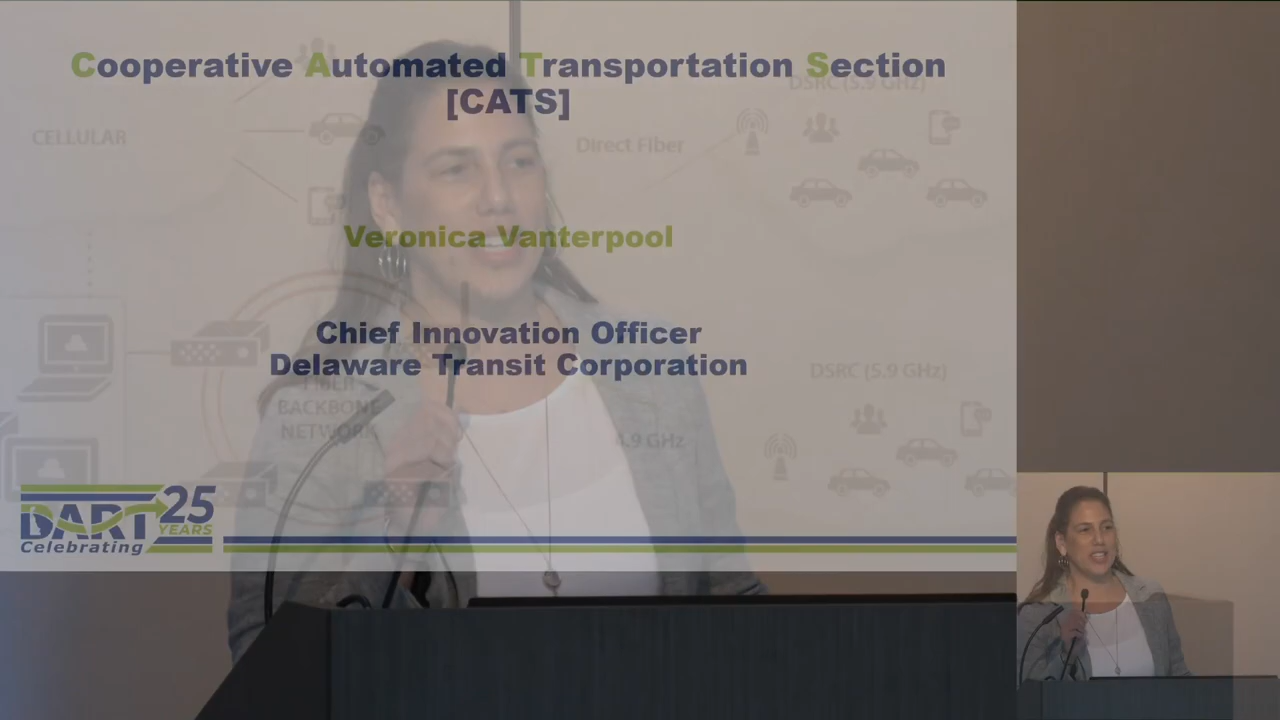 Cooperative Automated Transportation Section
[CATS]
DSRC (5.9 GHz)
CELLULAR
Direct Fiber
Veronica Vanterpool
Chief Innovation Officer
Delaware Transit Corporation
DSRC (5.9 GHz)
FIBER
BACKBONE
NETWORK
4.9 GHz
DART 25
YEARS
Celebrating